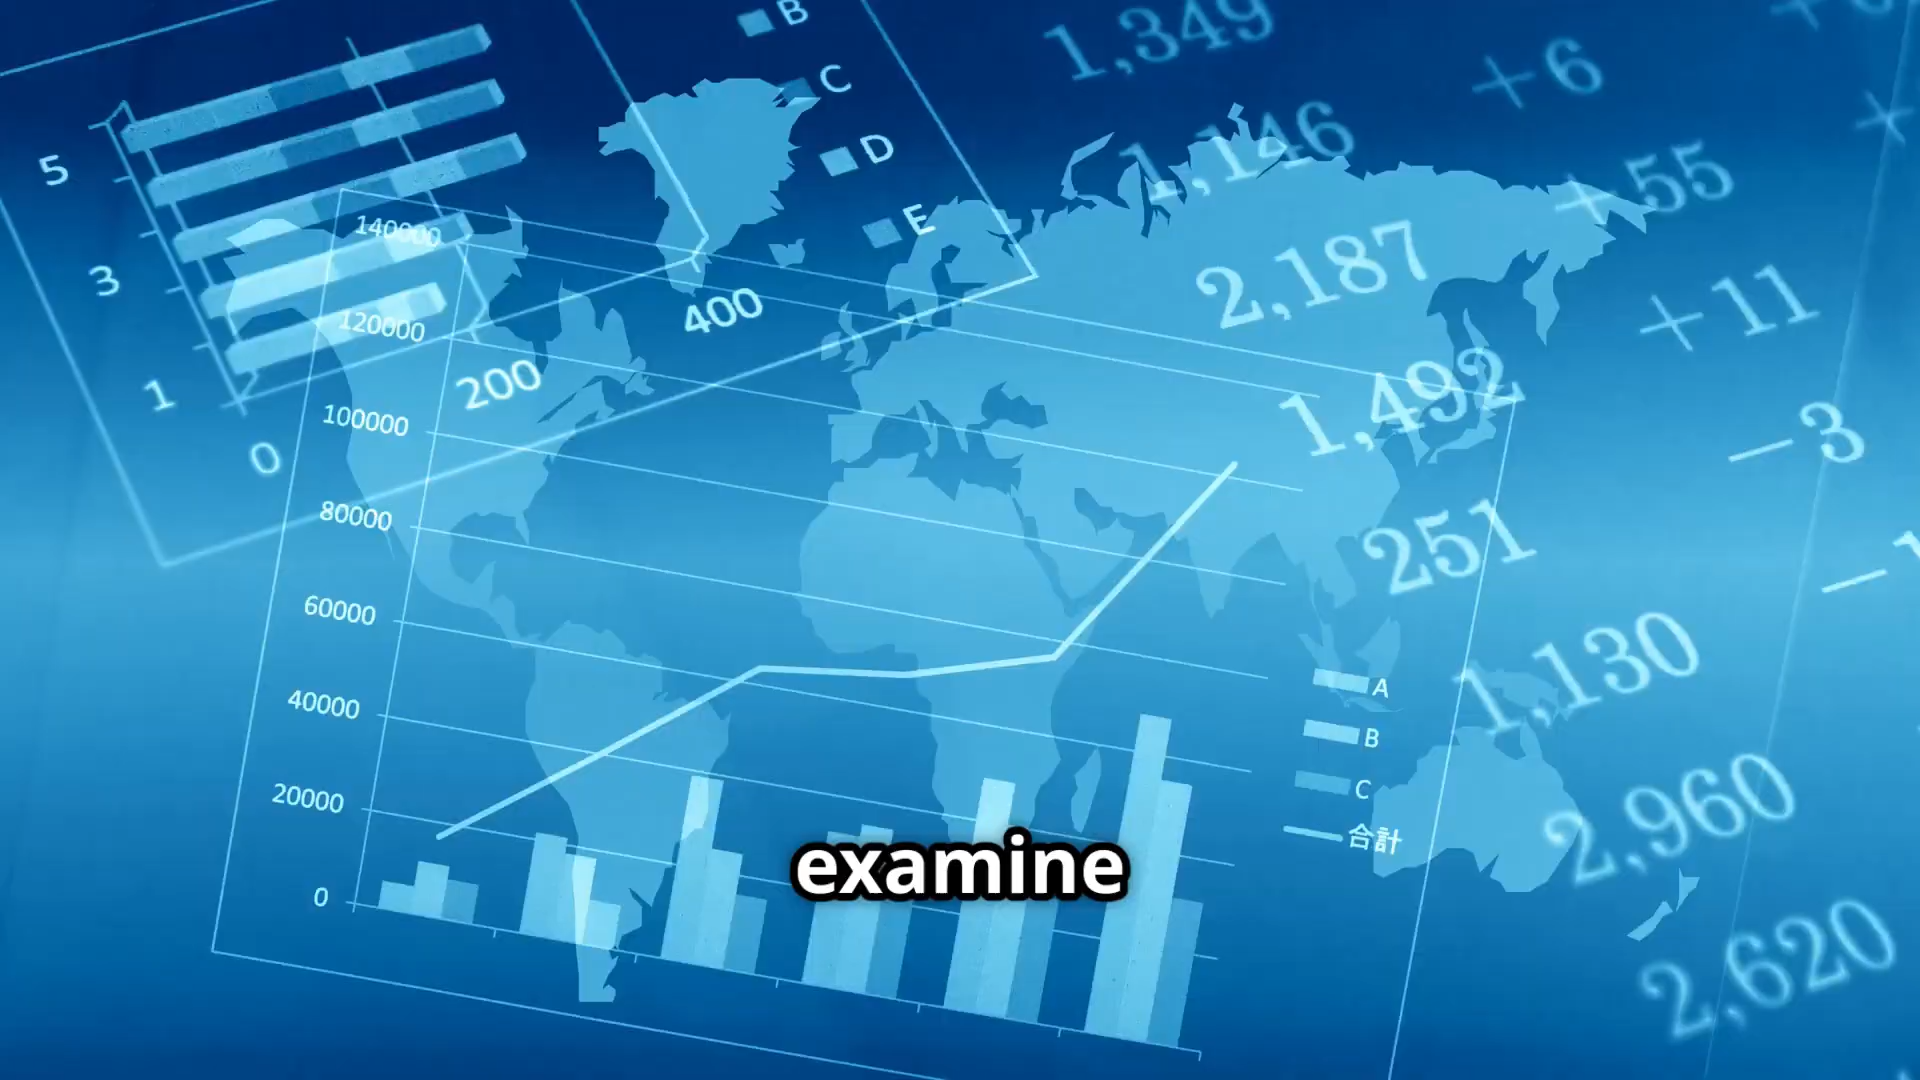 B
C
D
E
5
3
1
0
200
400
140000
120000
100000
80000
60000
40000
20000
0
A
B
C
合計
1,349
1,146
2,187
1,492
251
1,130
2,960
2,620
+6
+55
+11
−3
examine